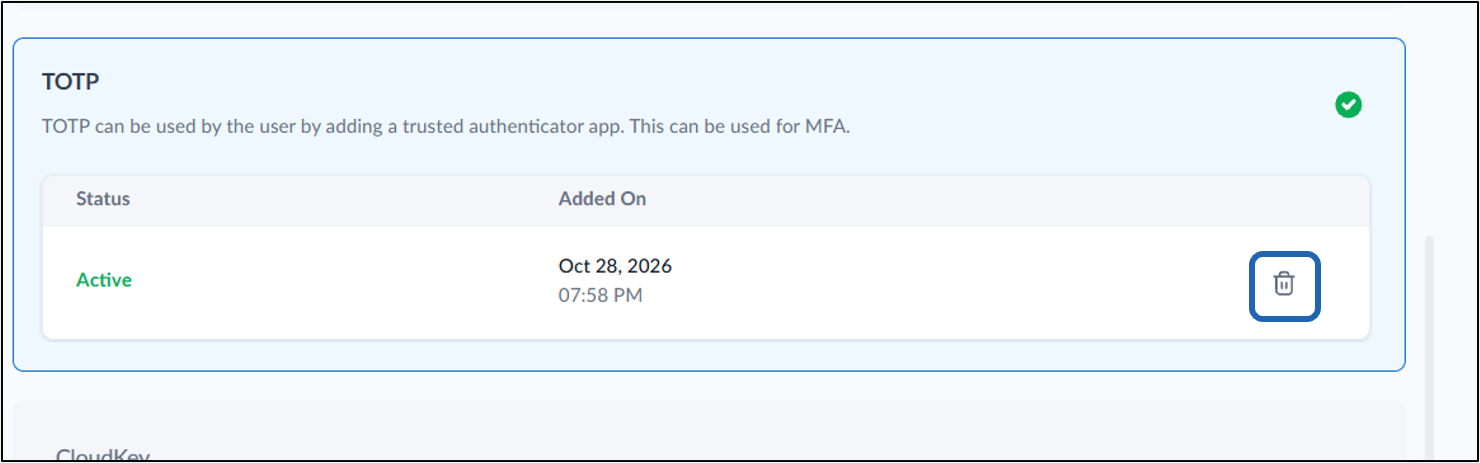 TOTP
TOTP can be used by the user by adding a trusted authenticator app. This can be used for MFA.
Status Added On
Active
Oct 28, 2026
07:58 PM
CloudKey